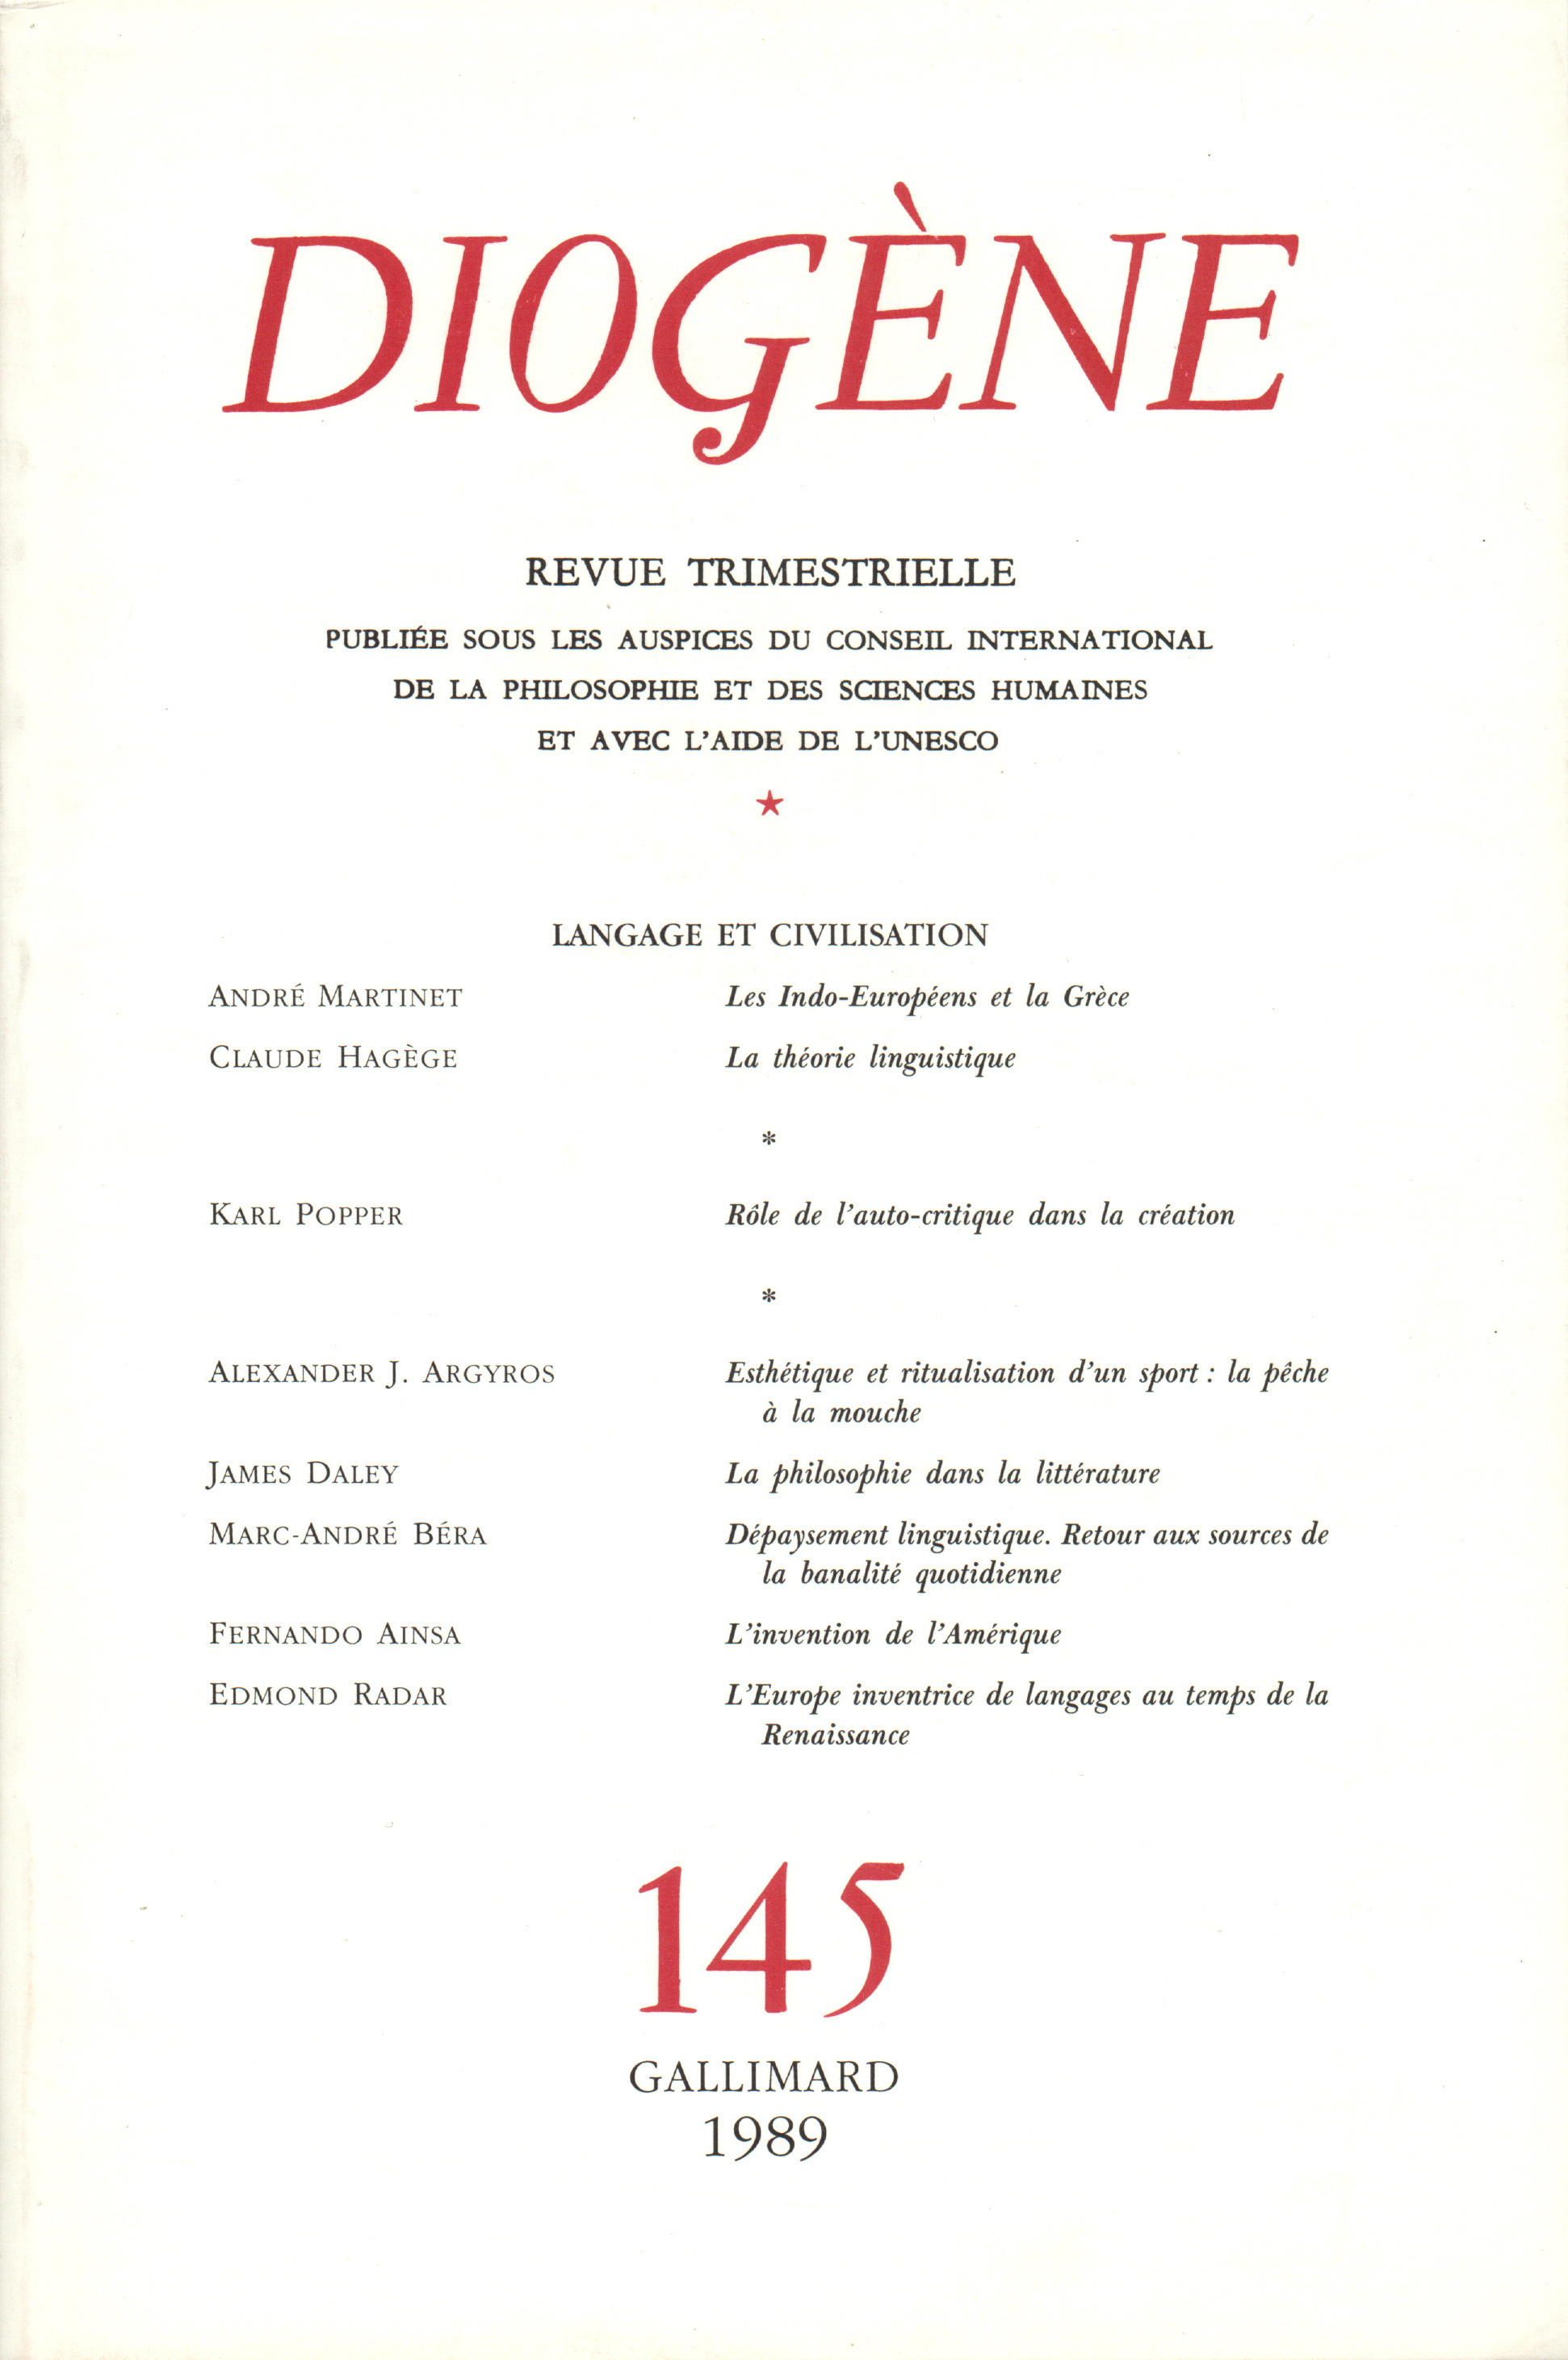 DIOGÈNE
REVUE TRIMESTRIELLE
PUBLIÉE SOUS LES AUSPICES DU CONSEIL INTERNATIONAL
DE LA PHILOSOPHIE ET DES SCIENCES HUMAINES
ET AVEC L'AIDE DE L'UNESCO
★
LANGAGE ET CIVILISATION
ANDRÉ MARTINET Les Indo-Européens et la Grèce
CLAUDE HAGÈGE La théorie linguistique
*
KARL POPPER Rôle de l'auto-critique dans la création
*
ALEXANDER J. ARGYROS Esthétique et ritualisation d'un sport : la pêche
à la mouche
JAMES DALEY La philosophie dans la littérature
MARC-ANDRÉ BÉRA Dépaysement linguistique. Retour aux sources de
la banalité quotidienne
FERNANDO AINSA L'invention de l'Amérique
EDMOND RADAR L'Europe inventrice de langages au temps de la
Renaissance
145
GALLIMARD
1989